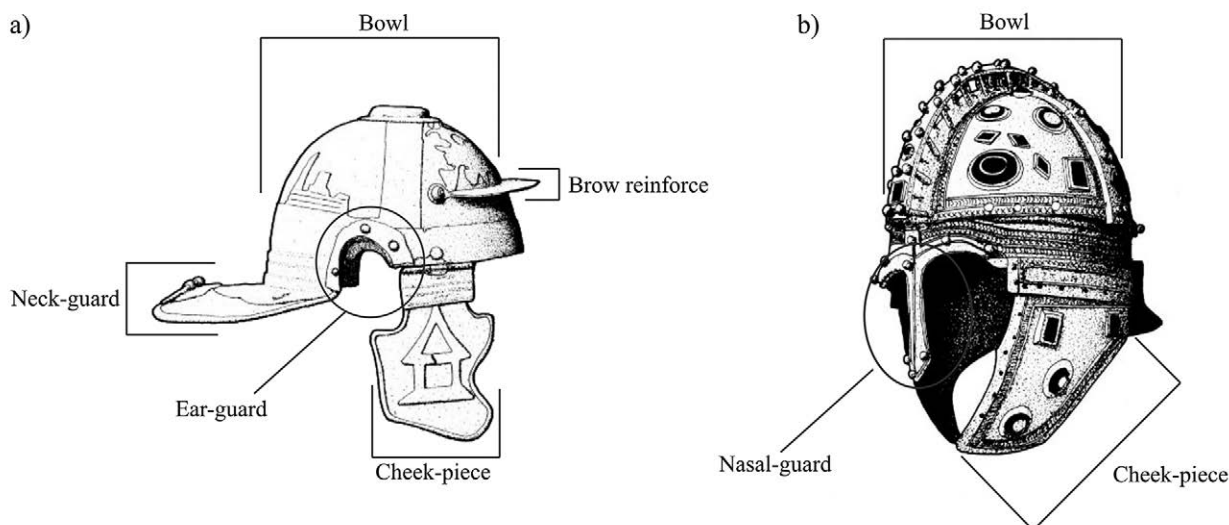 a)
Bowl
Brow reinforce
Neck-guard
Ear-guard
Cheek-piece
b)
Bowl
Nasal-guard
Cheek-piece